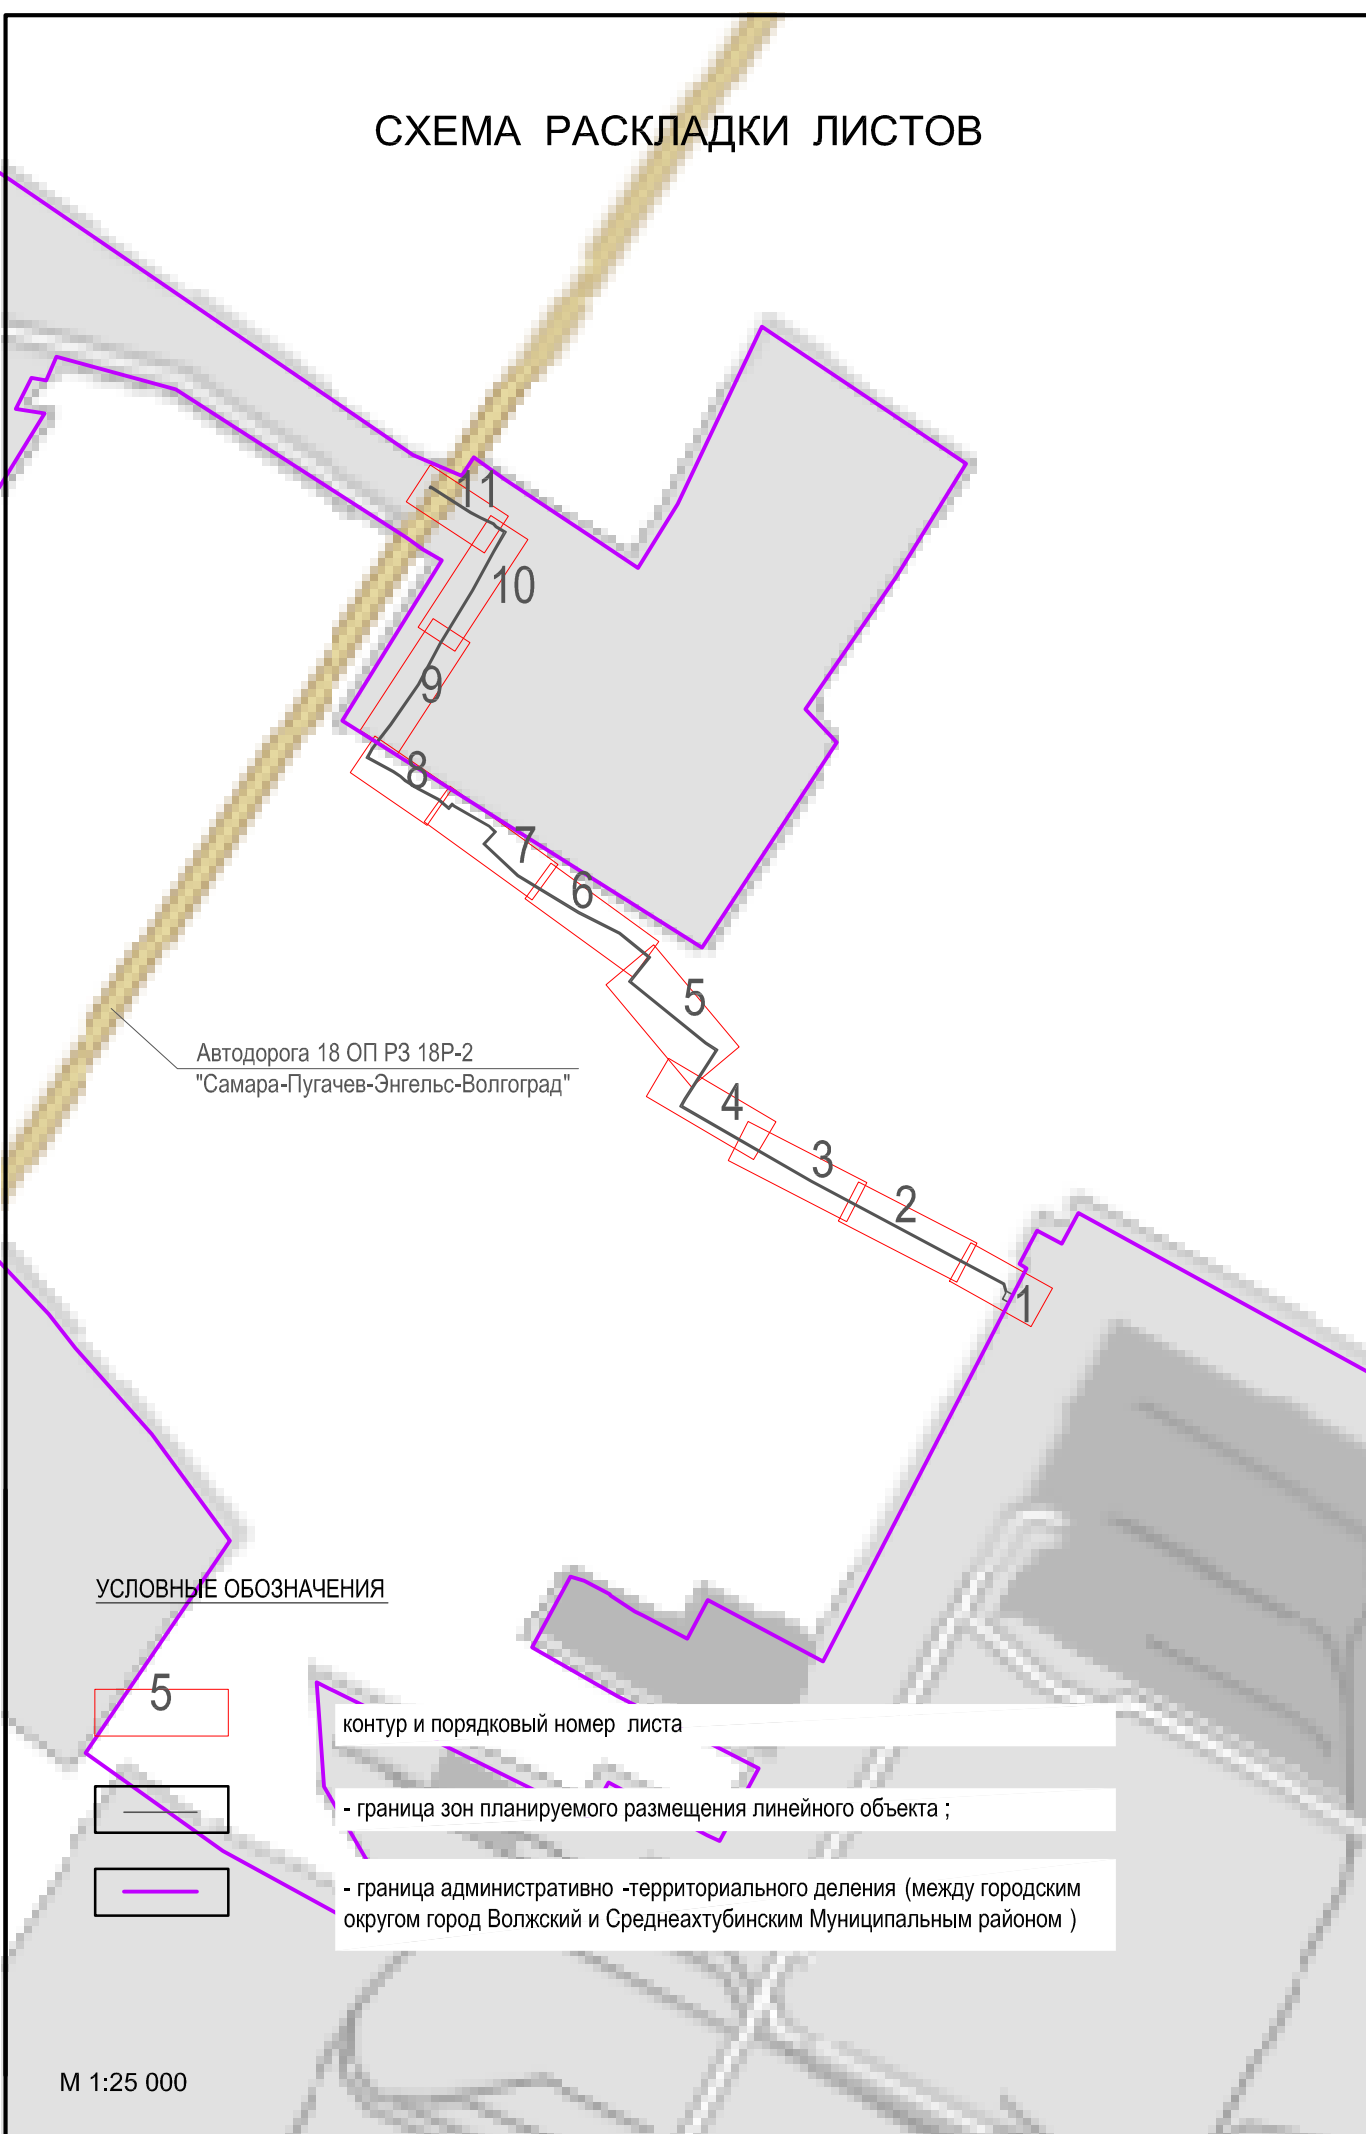 СХЕМА РАСКЛАДКИ ЛИСТОВ
11
10
9
8
7
6
5
4
3
2
1
Автодорога 18 ОП РЗ 18Р-2
"Самара-Пугачев-Энгельс-Волгоград"
УСЛОВНЫЕ ОБОЗНАЧЕНИЯ
5
контур и порядковый номер листа
- граница зон планируемого размещения линейного объекта ;
- граница административно -территориального деления (между городским
округом город Волжский и Среднеахтубинским Муниципальным районом )
М 1:25 000